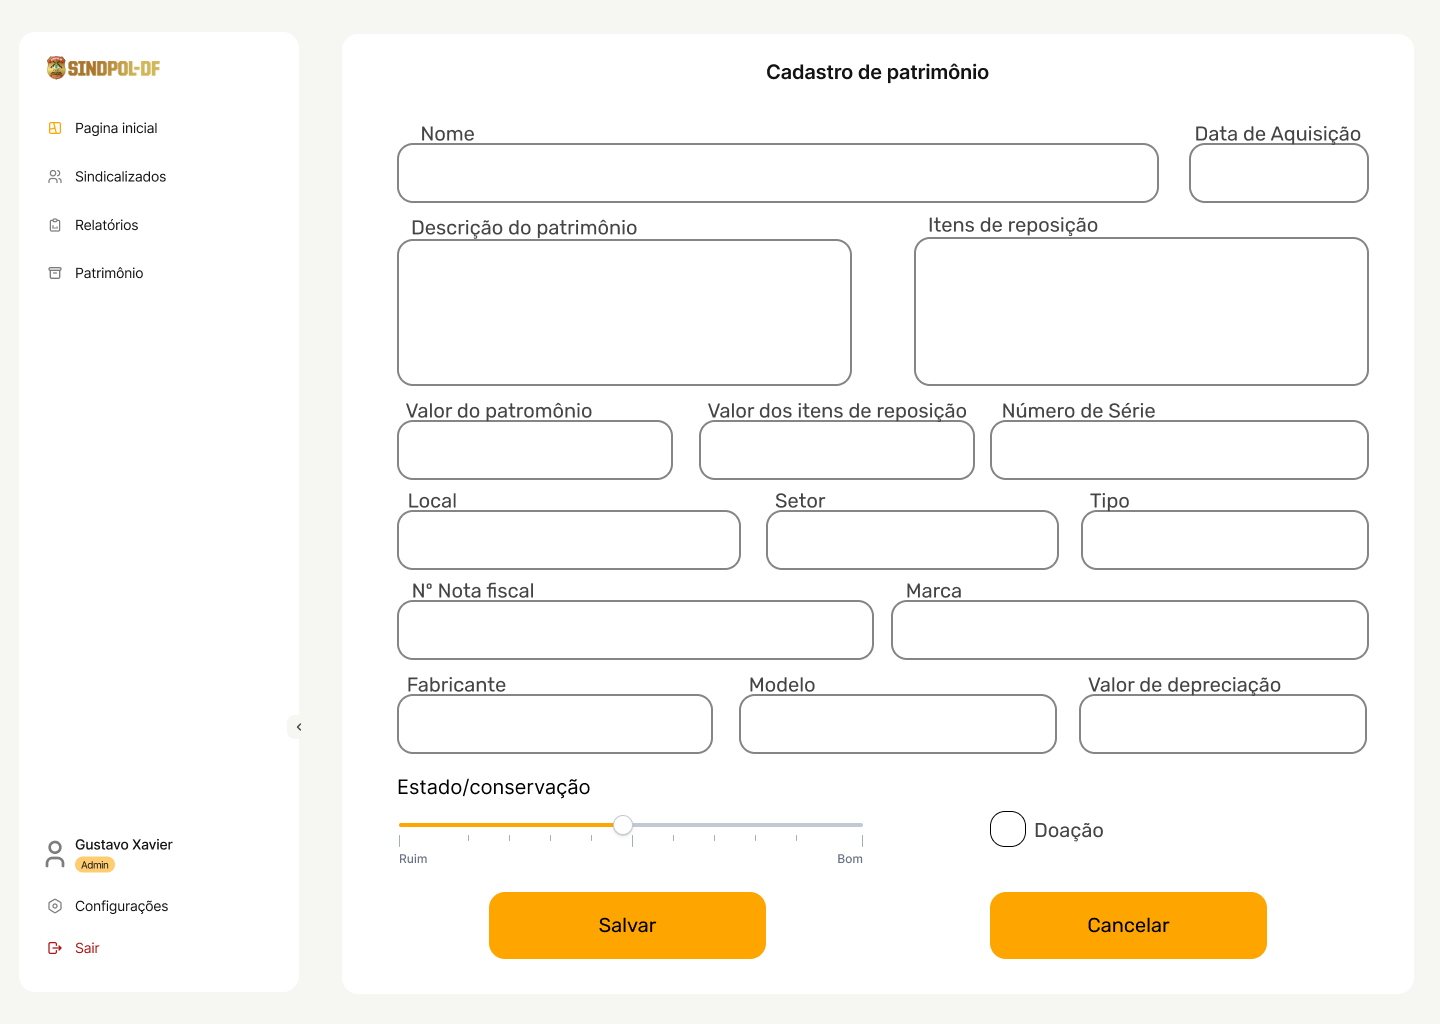 SINDPOL-DF
Pagina inicial
Sindicalizados
Relatórios
Patrimônio
Gustavo Xavier
Admin
Configurações
Sair
Cadastro de patrimônio
Nome
Data de Aquisição
Descrição do patrimônio
Itens de reposição
Valor do patromônio
Valor dos itens de reposição
Número de Série
Local
Setor
Tipo
Nº Nota fiscal
Marca
Fabricante
Modelo
Valor de depreciação
Estado/conservação
Ruim
Bom
Doação
Salvar
Cancelar